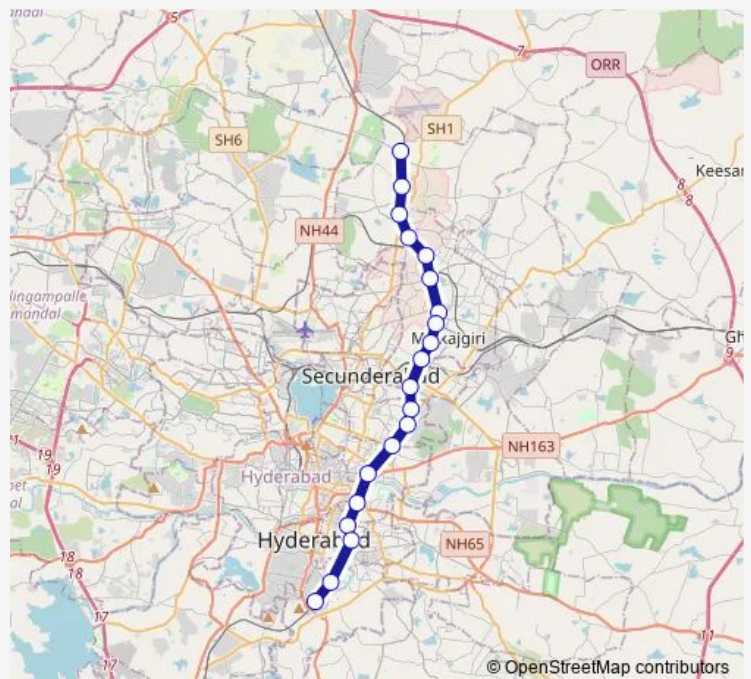 5
7
ORR
SH1
SH6
Keesar
8
8
NH44
lingampalle
mandal
Malkajgiri
Gh
9
Secunderabad
19
19
NH163
Hyderabad
Hyderabad
NH65
18
18
17
17
11
© OpenStreetMap contributors